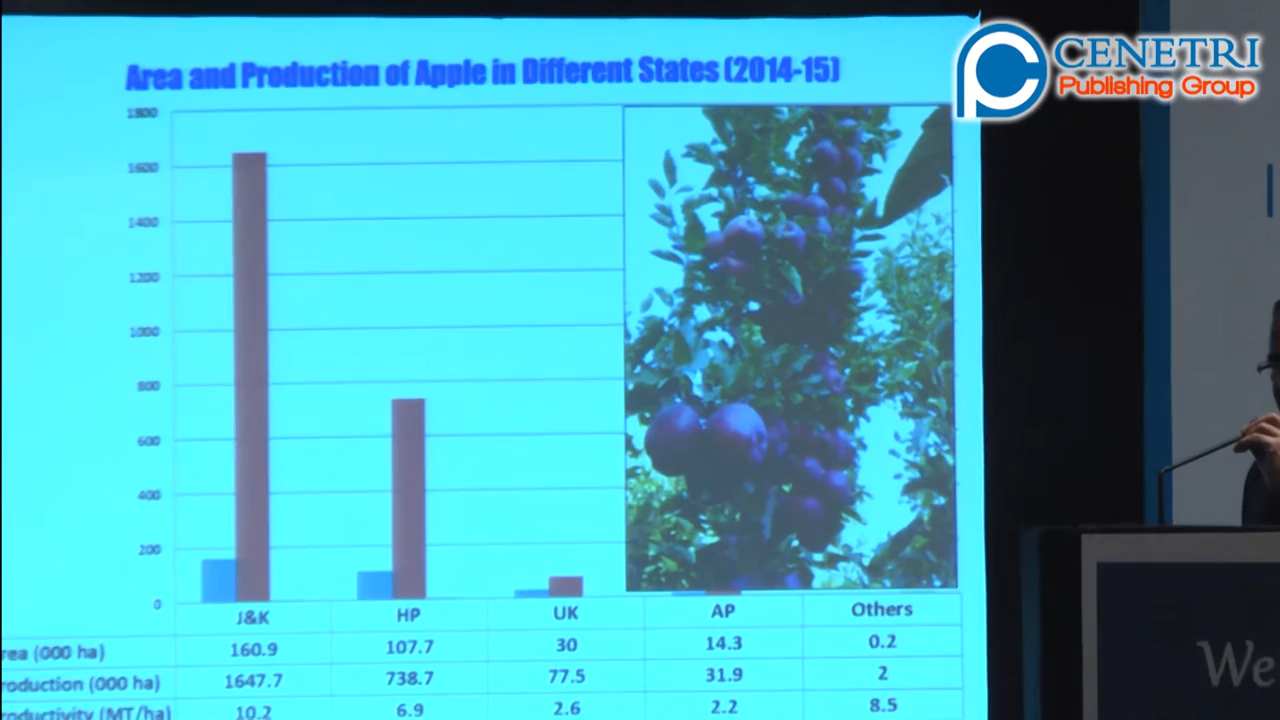 CENETRI
Publishing Group
Area and Production of Apple in Different States (2014-15)
1800
1600
1400
1200
1000
800
600
400
200
0
J&K HP UK AP Others
rea (000 ha) 160.9 107.7 30 14.3 0.2
roduction (000 ha) 1647.7 738.7 77.5 31.9 2
roductivity (MT/ha) 10.2 6.9 2.6 2.2 8.5
We